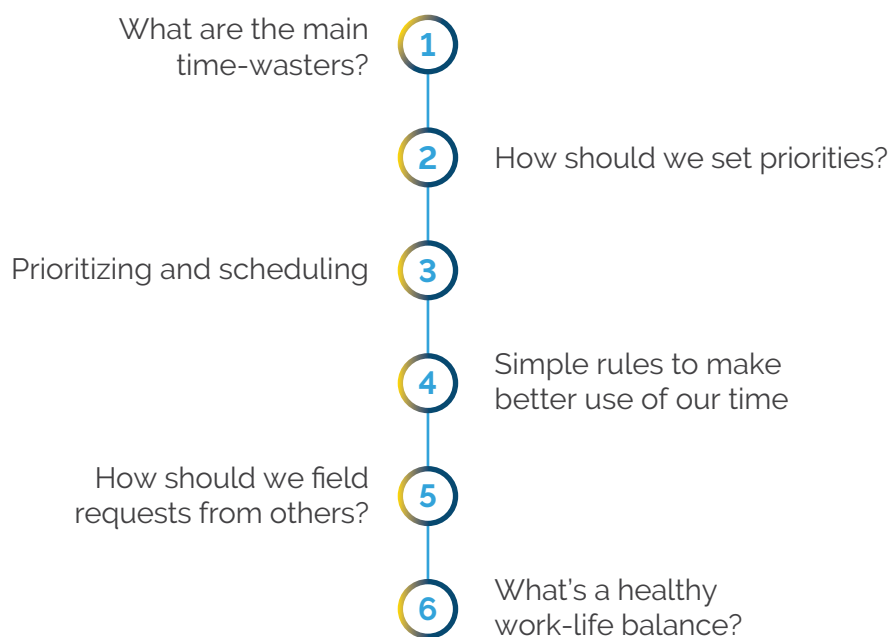 What are the main
time-wasters?
1
2
How should we set priorities?
Prioritizing and scheduling
3
4
Simple rules to make
better use of our time
How should we field
requests from others?
5
6
What's a healthy
work-life balance?